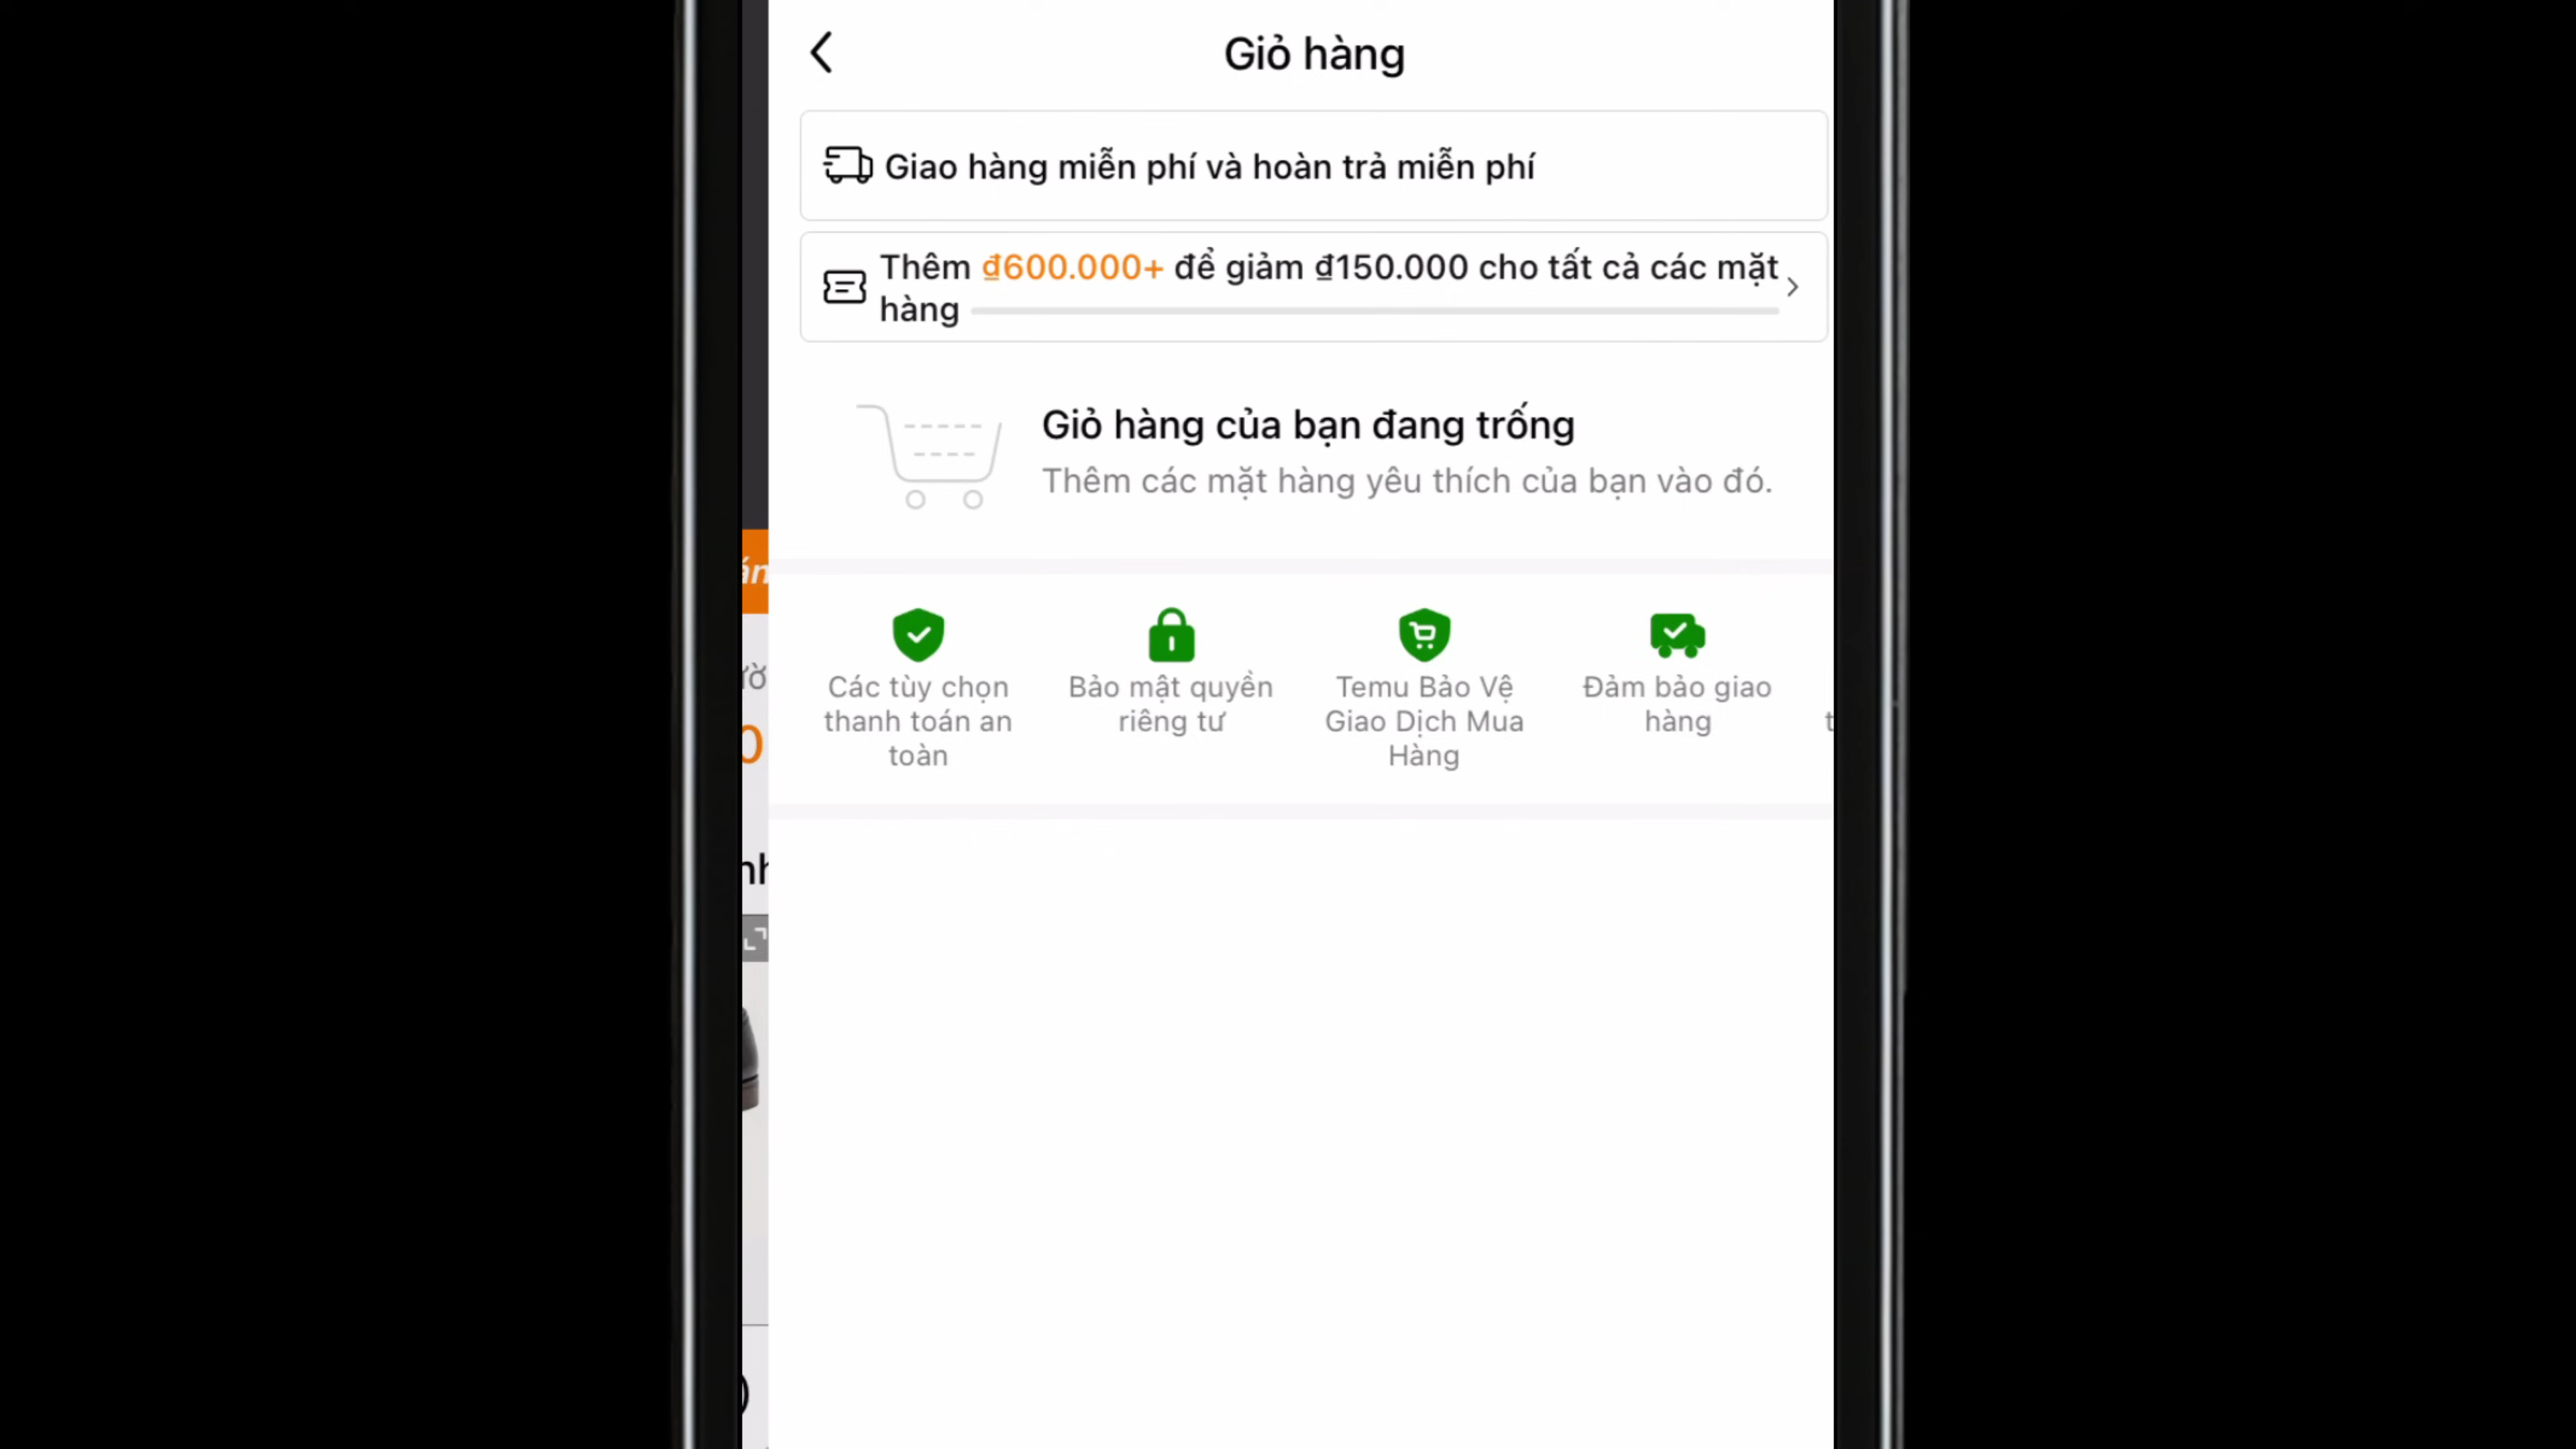 Giỏ hàng
Giao hàng miễn phí và hoàn trả miễn phí
Thêm ₫600.000+ để giảm ₫150.000 cho tất cả các mặt
hàng
Giỏ hàng của bạn đang trống
Thêm các mặt hàng yêu thích của bạn vào đó.
Các tùy chọn
thanh toán an
toàn
Bảo mật quyền
riêng tư
Temu Bảo Vệ
Giao Dịch Mua
Hàng
Đảm bảo giao
hàng